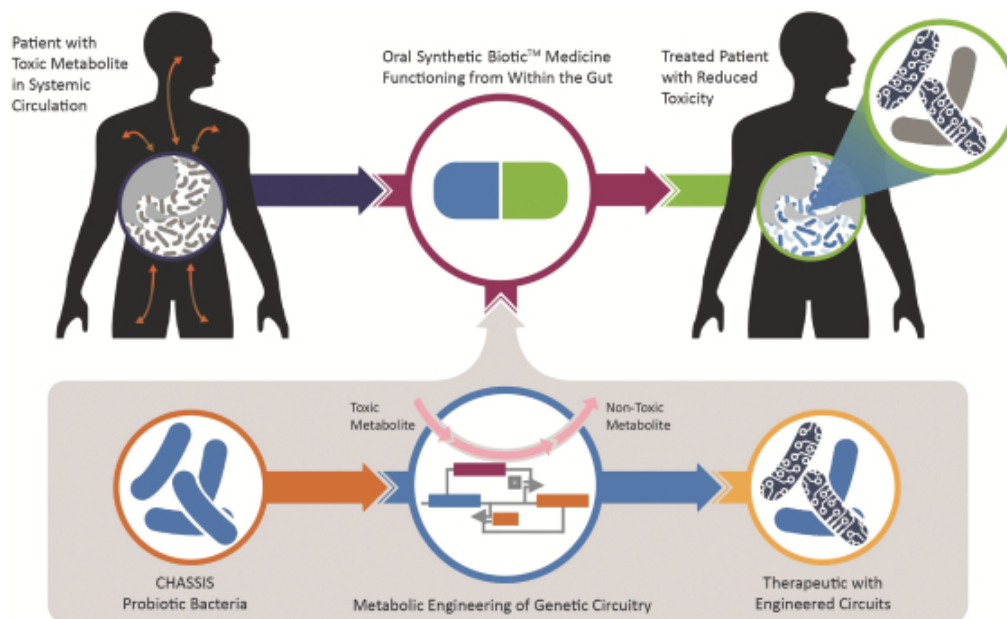 Patient with
Toxic Metabolite
in Systemic
Circulation
Oral Synthetic Biotic™ Medicine
Functioning from Within the Gut
Treated Patient
with Reduced
Toxicity
Toxic
Metabolite
Non-Toxic
Metabolite
CHASSIS
Probiotic Bacteria
Metabolic Engineering of Genetic Circuitry
Therapeutic with
Engineered Circuits